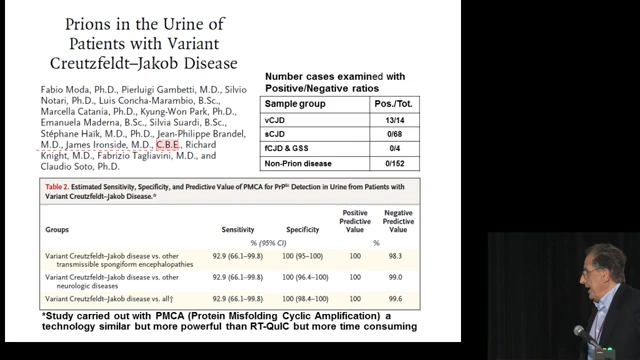 Prions in the Urine of
Patients with Variant
Creutzfeldt–Jakob Disease
Fabio Moda, Ph.D., Pierluigi Gambetti, M.D., Silvio
Notari, Ph.D., Luis Concha-Marambio, B.Sc.,
Marcella Catania, Ph.D., Kyung-Won Park, Ph.D.,
Emanuela Maderna, B.Sc., Silvia Suardi, B.Sc.,
Stéphane Haïk, M.D., Ph.D., Jean-Philippe Brandel,
M.D., James Ironside, M.D., C.B.E., Richard
Knight, M.D., Fabrizio Tagliavini, M.D., and
Claudio Soto, Ph.D.
Number cases examined with
Positive/Negative ratios
Sample group Pos./Tot.
vCJD 13/14
sCJD 0/68
fCJD & GSS 0/4
Non-Prion disease 0/152
Table 2. Estimated Sensitivity, Specificity, and Predictive Value of PMCA for PrPSc Detection in Urine from Patients with
Variant Creutzfeldt–Jakob Disease.*
Groups Sensitivity Specificity Positive Predictive Value Negative Predictive Value
% (95% CI) %
Variant Creutzfeldt–Jakob disease vs. other
transmissible spongiform encephalopathies 92.9 (66.1–99.8) 100 (95–100) 100 98.3
Variant Creutzfeldt–Jakob disease vs. other
neurologic diseases 92.9 (66.1–99.8) 100 (96.4–100) 100 99.0
Variant Creutzfeldt–Jakob disease vs. all† 92.9 (66.1–99.8) 100 (98.4–100) 100 99.6
*Study carried out with PMCA (Protein Misfolding Cyclic Amplification) a
technology similar but more powerful than RT-QuIC but more time consuming